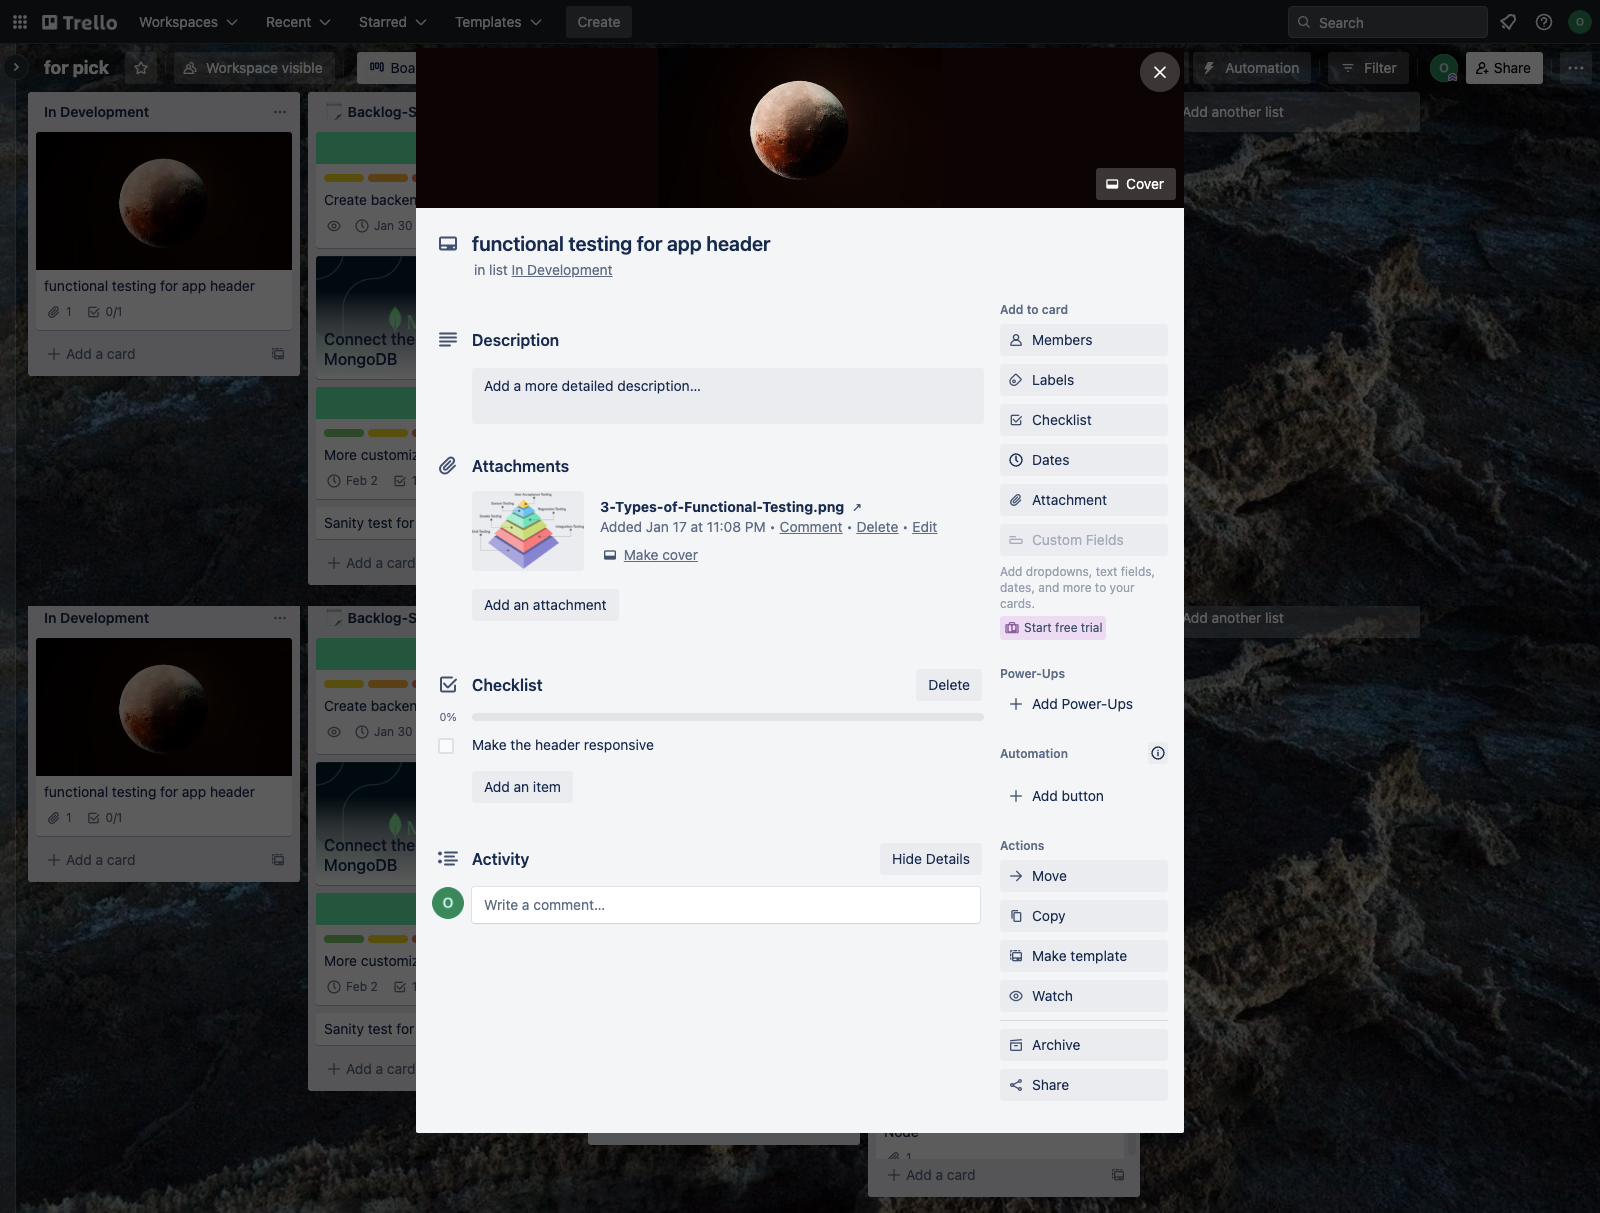 Trello
Workspaces
Recent
Starred
Templates
Create
Search
O
for pick
Workspace visible
Boa
Automation
Filter
O
Share
In Development
functional testing for app header
1
0/1
Add a card
Backlog-S
Create backen
Jan 30
Connect the
MongoDB
More customiz
Feb 2
1
Sanity test for
Add a card
Add another list
In Development
functional testing for app header
1
0/1
Add a card
Backlog-S
Create backen
Jan 30
Connect the
MongoDB
More customiz
Feb 2
1
Sanity test for
Add a card
Add another list
Node
1
Add a card
Cover
functional testing for app header
in list In Development
Description
Add a more detailed description…
Attachments
3-Types-of-Functional-Testing.png ↗
Added Jan 17 at 11:08 PM • Comment • Delete • Edit
Make cover
Add an attachment
Checklist
Delete
0%
Make the header responsive
Add an item
Activity
Hide Details
O
Write a comment…
Add to card
Members
Labels
Checklist
Dates
Attachment
Custom Fields
Add dropdowns, text fields,
dates, and more to your
cards.
Start free trial
Power-Ups
Add Power-Ups
Automation
Add button
Actions
Move
Copy
Make template
Watch
Archive
Share